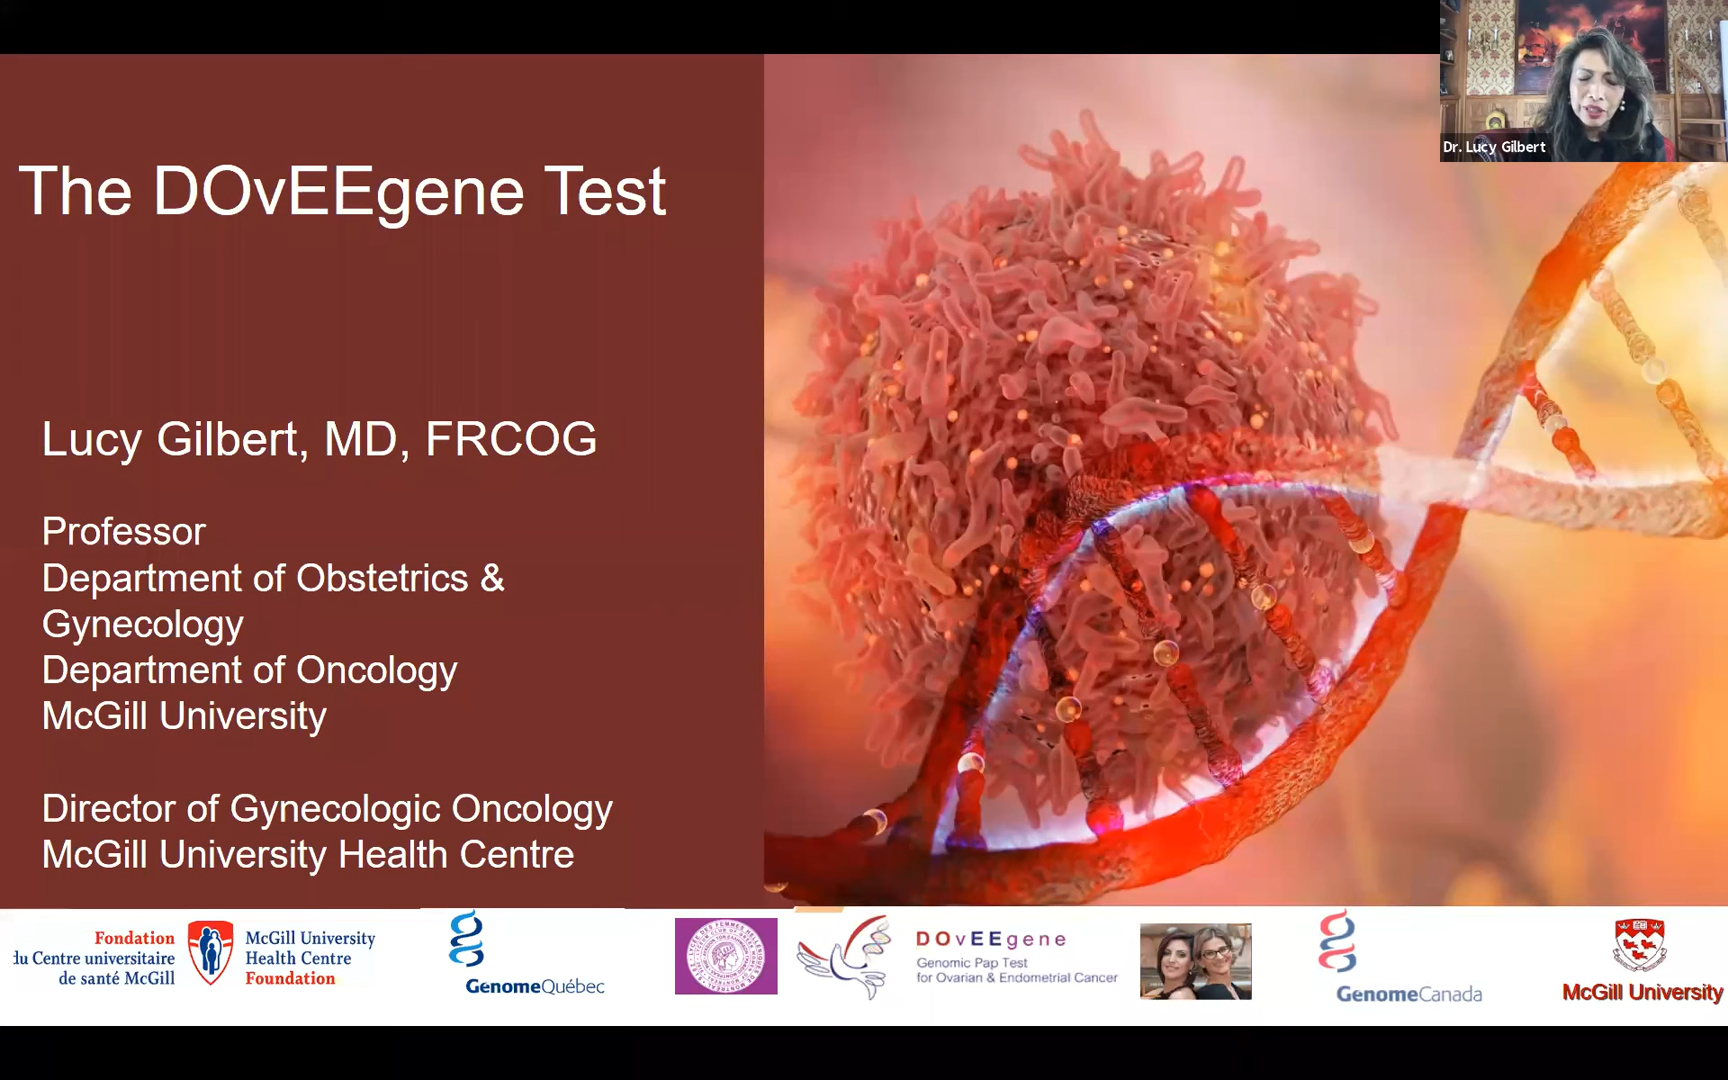 The DOvEEgene Test
Dr. Lucy Gilbert
Lucy Gilbert, MD, FRCOG
Professor
Department of Obstetrics &
Gynecology
Department of Oncology
McGill University
Director of Gynecologic Oncology
McGill University Health Centre
Fondation
du Centre universitaire
de santé McGill
McGill University
Health Centre
Foundation
GenomeQuébec
DOvEEgene
Genomic Pap Test
for Ovarian & Endometrial Cancer
GenomeCanada
McGill University